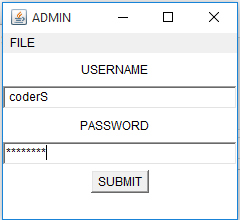 ADMIN
FILE
USERNAME
coderS
PASSWORD
********
SUBMIT